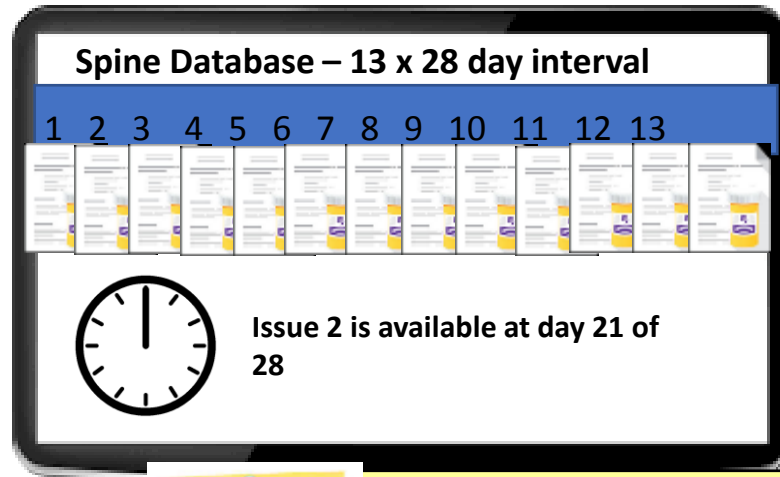 Spine Database – 13 x 28 day interval
1 2 3 4 5 6 7 8 9 10 11 12 13
Issue 2 is available at day 21 of
28